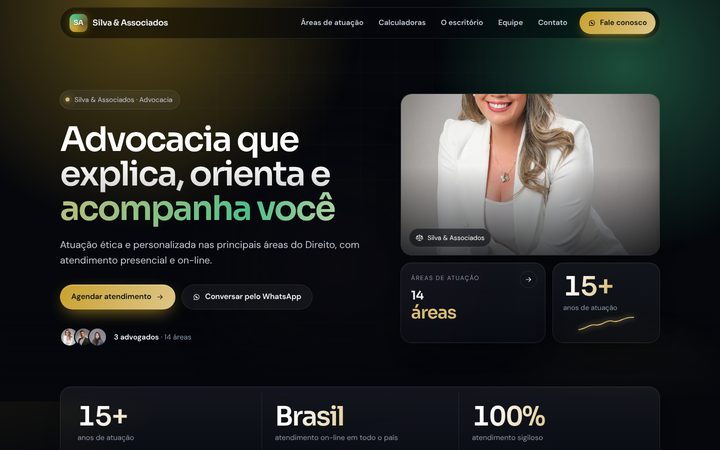 SA Silva & Associados
Áreas de atuação Calculadoras O escritório Equipe Contato Fale conosco
Silva & Associados · Advocacia
Advocacia que
explica, orienta e
acompanha você
Atuação ética e personalizada nas principais áreas do Direito, com
atendimento presencial e on-line.
Agendar atendimento → Conversar pelo WhatsApp
3 advogados · 14 áreas
Silva & Associados
ÁREAS DE ATUAÇÃO →
14
áreas
15+
anos de atuação
15+
anos de atuação
Brasil
atendimento on-line em todo o país
100%
atendimento sigiloso